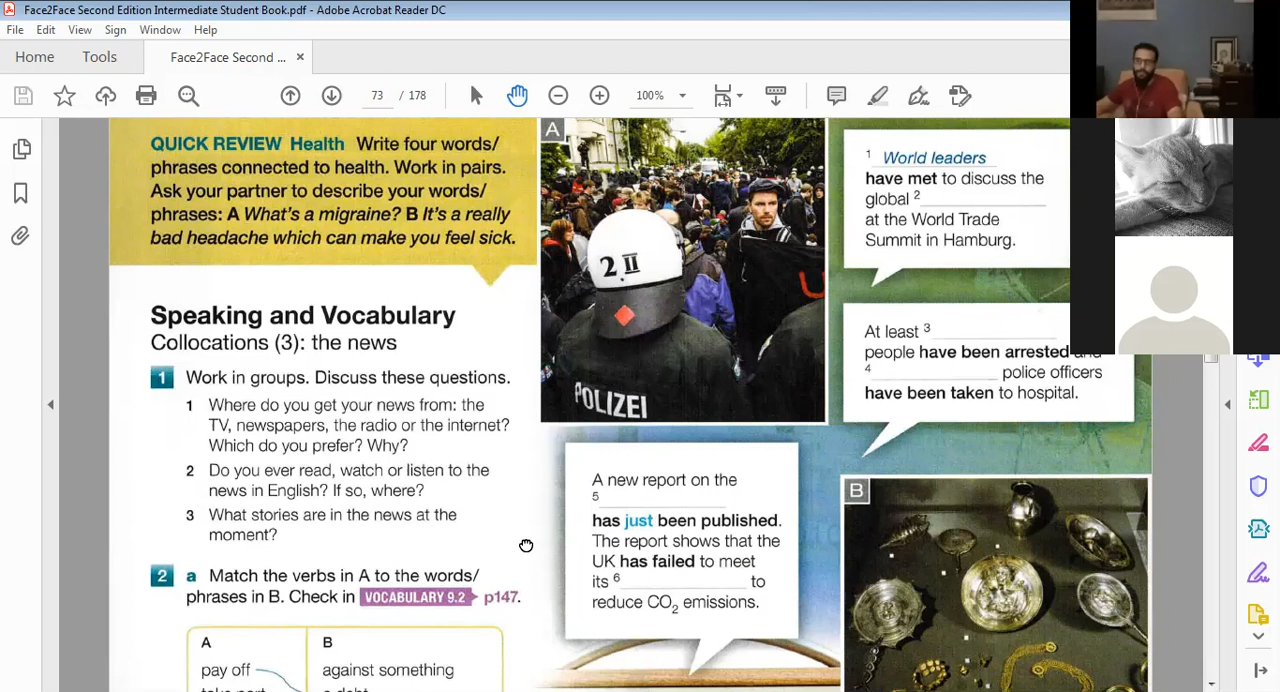 Face2Face Second Edition Intermediate Student Book.pdf - Adobe Acrobat Reader DC
File Edit View Sign Window Help
Home Tools Face2Face Second ... ×
73 / 178 100%
QUICK REVIEW Health Write four words/
phrases connected to health. Work in pairs.
Ask your partner to describe your words/
phrases: A What's a migraine? B It's a really
bad headache which can make you feel sick.
Speaking and Vocabulary
Collocations (3): the news
1 Work in groups. Discuss these questions.
1 Where do you get your news from: the
TV, newspapers, the radio or the internet?
Which do you prefer? Why?
2 Do you ever read, watch or listen to the
news in English? If so, where?
3 What stories are in the news at the
moment?
2 a Match the verbs in A to the words/
phrases in B. Check in VOCABULARY 9.2 p147.
A B
pay off against something
A
2 II
POLIZEI
1 World leaders
have met to discuss the
global 2
at the World Trade
Summit in Hamburg.
At least 3
people have been arrested and
4 police officers
have been taken to hospital.
A new report on the
5
has just been published.
The report shows that the
UK has failed to meet
its 6 to
reduce CO2 emissions.
B